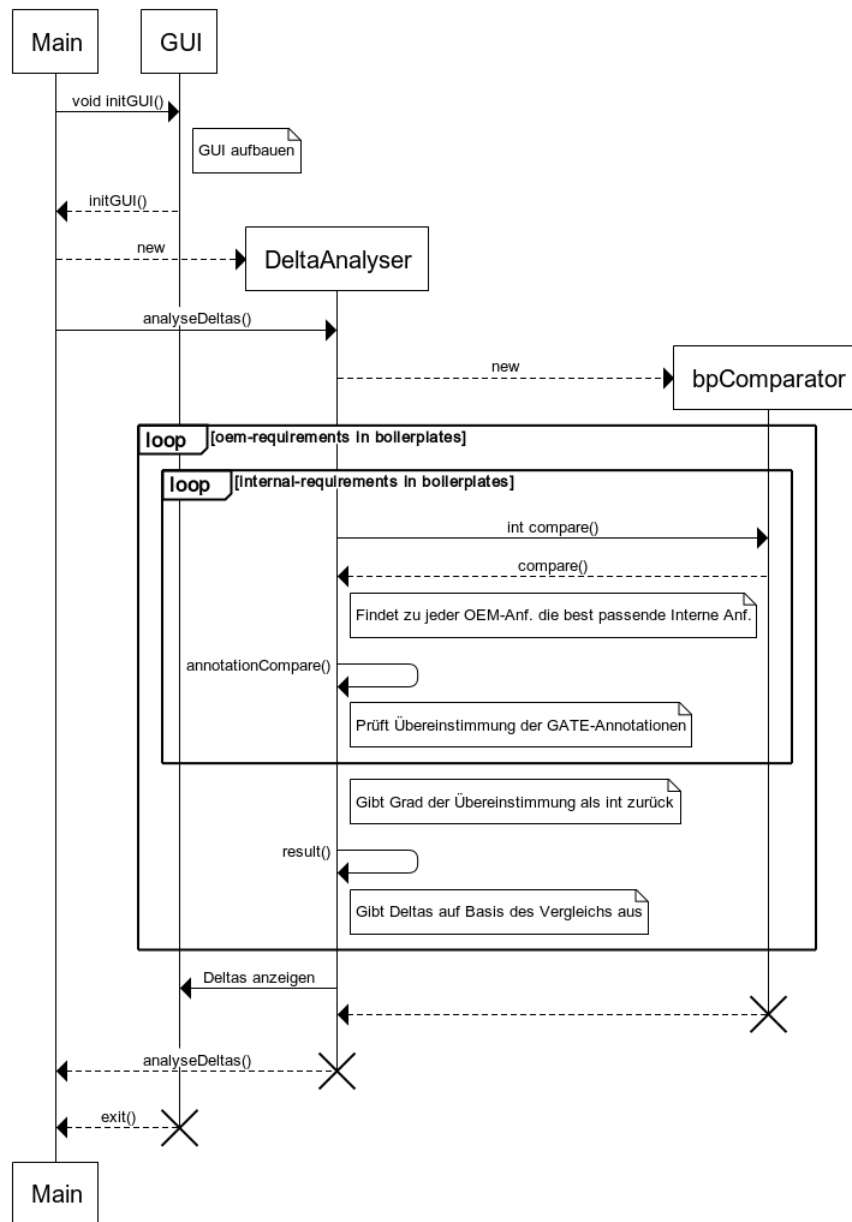 Main
GUI
void initGUI()
GUI aufbauen
initGUI()
new
DeltaAnalyser
analyseDeltas()
new
bpComparator
loop
[oem-requirements in boilerplates]
loop
[internal-requirements in boilerplates]
int compare()
compare()
Findet zu jeder OEM-Anf. die best passende Interne Anf.
annotationCompare()
Prüft Übereinstimmung der GATE-Annotationen
Gibt Grad der Übereinstimmung als int zurück
result()
Gibt Deltas auf Basis des Vergleichs aus
Deltas anzeigen
analyseDeltas()
exit()
Main